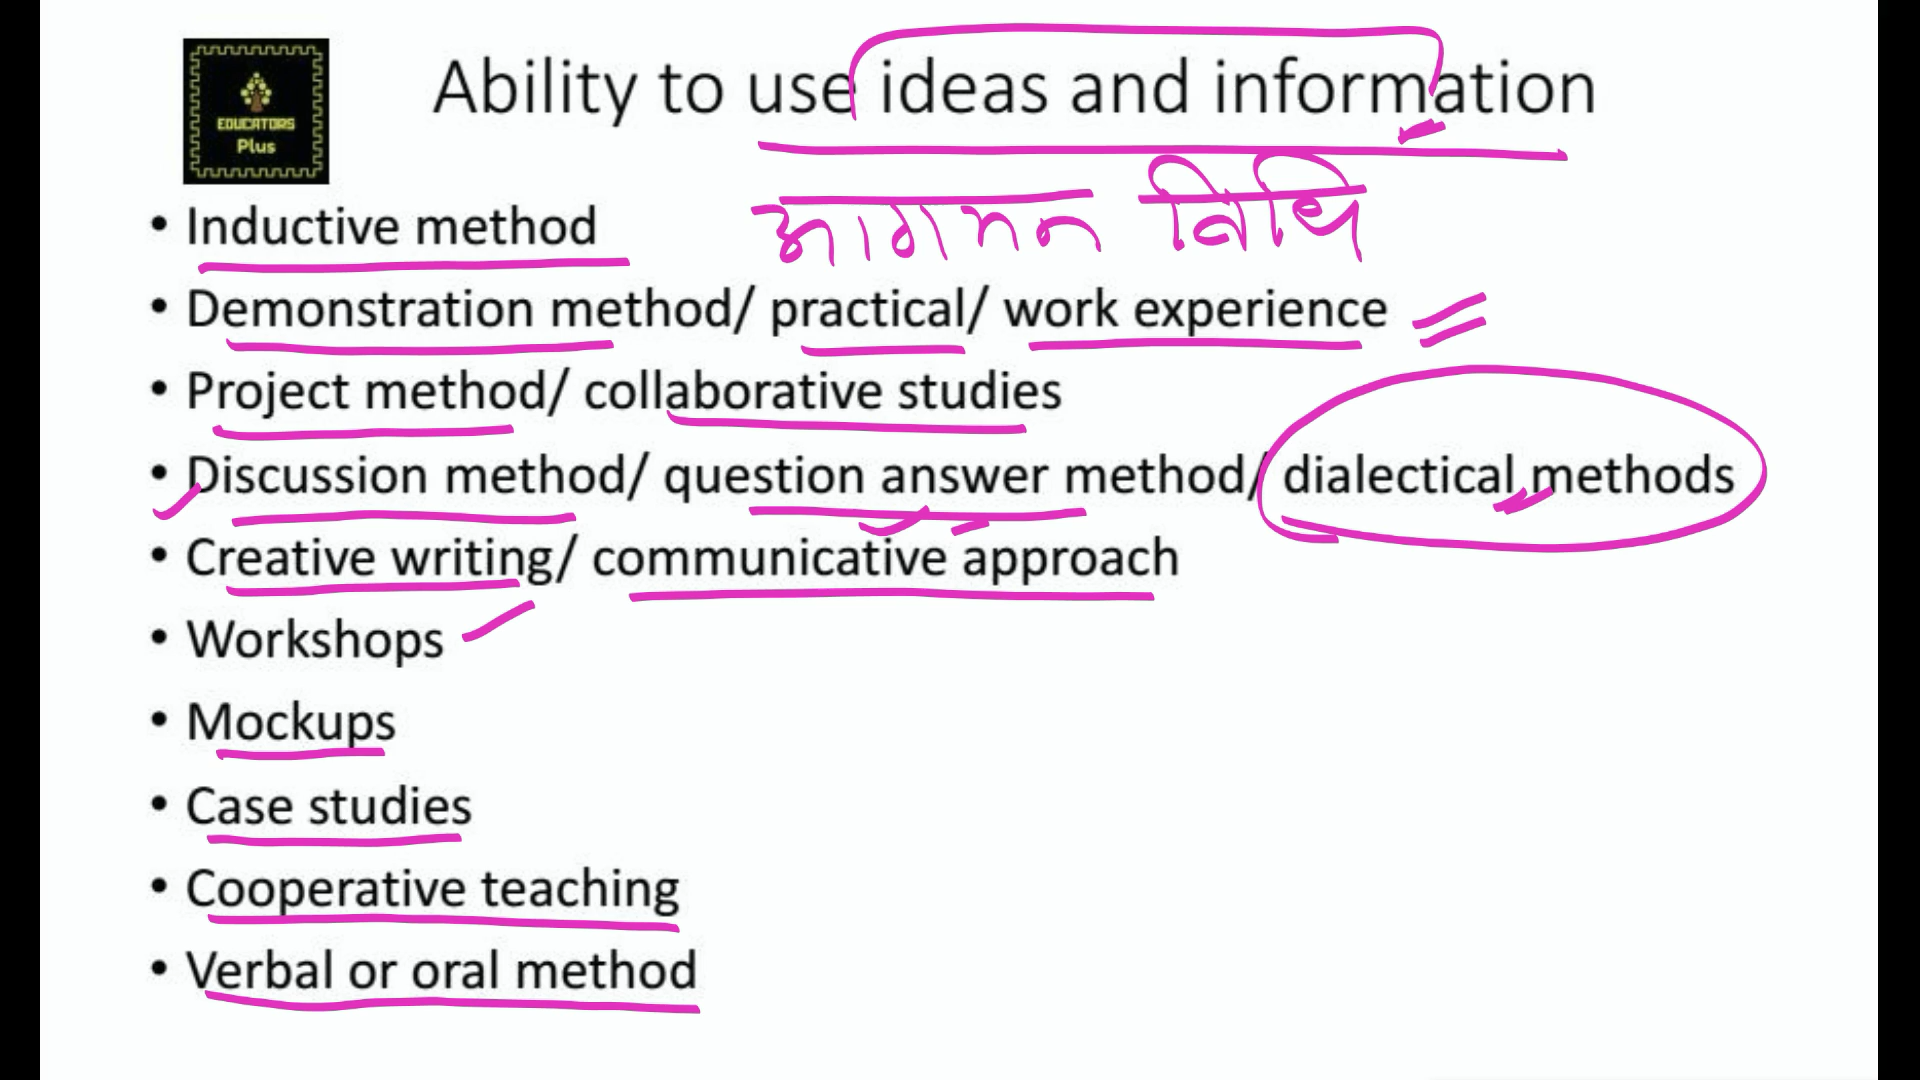 EDUCATORS
Plus
Ability to use ideas and information
• Inductive method
आगमन विधि
• Demonstration method/ practical/ work experience
• Project method/ collaborative studies
• Discussion method/ question answer method/ dialectical methods
• Creative writing/ communicative approach
• Workshops
• Mockups
• Case studies
• Cooperative teaching
• Verbal or oral method